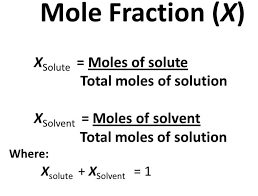 Mole Fraction (X)
XSolute = Moles of solute
Total moles of solution
XSolvent = Moles of solvent
Total moles of solution
Where:
Xsolute + XSolvent = 1